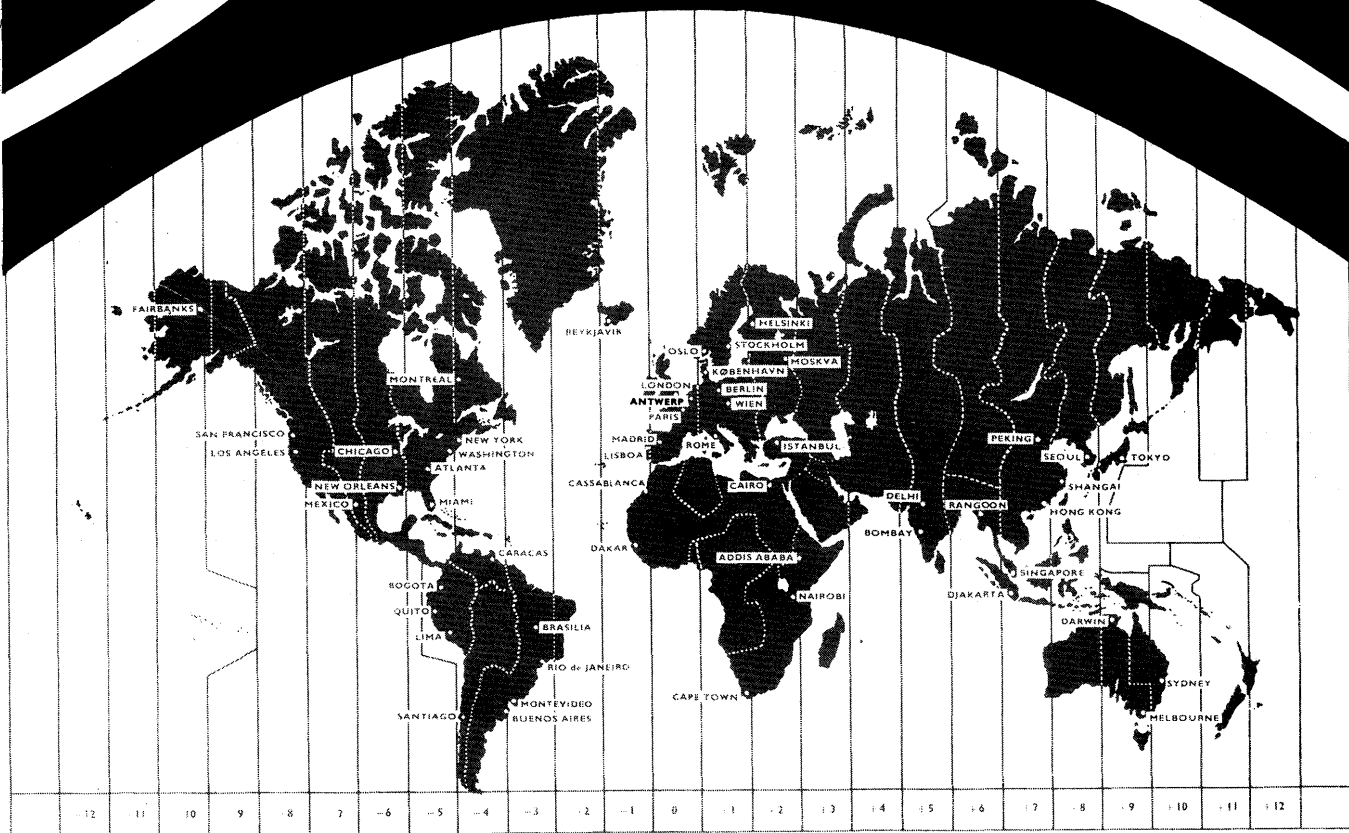 FAIRBANKS
REYKJAVIK
HELSINKI
STOCKHOLM
OSLO
MOSKVA
KØBENHAVN
MONTREAL
LONDON
BERLIN
ANTWERP
WIEN
PARIS
SAN FRANCISCO
NEW YORK
MADRID
ROME
ISTANBUL
PEKING
LOS ANGELES
CHICAGO
WASHINGTON
LISBOA
SEOUL
TOKYO
ATLANTA
CASSABLANCA
CAIRO
NEW ORLEANS
SHANGAI
MEXICO
MIAMI
DELHI
RANGOON
HONG KONG
BOMBAY
DAKAR
CARACAS
ADDIS ABABA
SINGAPORE
BOGOTA
DJAKARTA
NAIROBI
QUITO
DARWIN
LIMA
BRASILIA
RIO de JANEIRO
SYDNEY
CAPE TOWN
MONTEVIDEO
SANTIAGO
BUENOS AIRES
MELBOURNE
-12 -11 10 9 -8 7 -6 -5 -4 -3 -2 -1 0 +1 +2 +3 +4 +5 +6 +7 +8 +9 +10 +11 +12